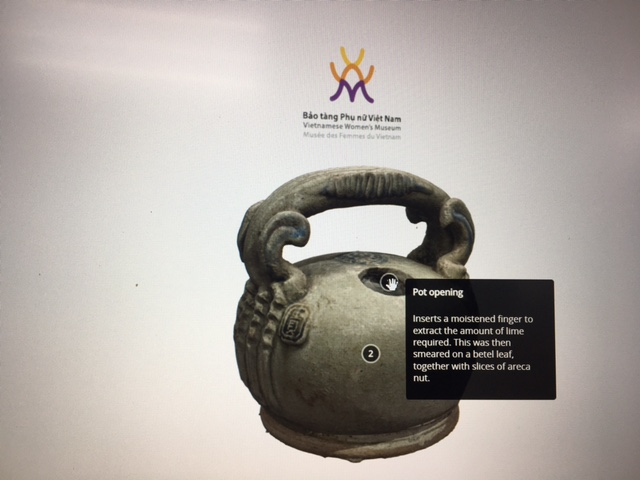 Bảo tàng Phụ nữ Việt Nam
Vietnamese Women's Museum
Musée des Femmes du Vietnam
Pot opening
Inserts a moistened finger to
extract the amount of lime
required. This was then
smeared on a betel leaf,
together with slices of areca
nut.
2